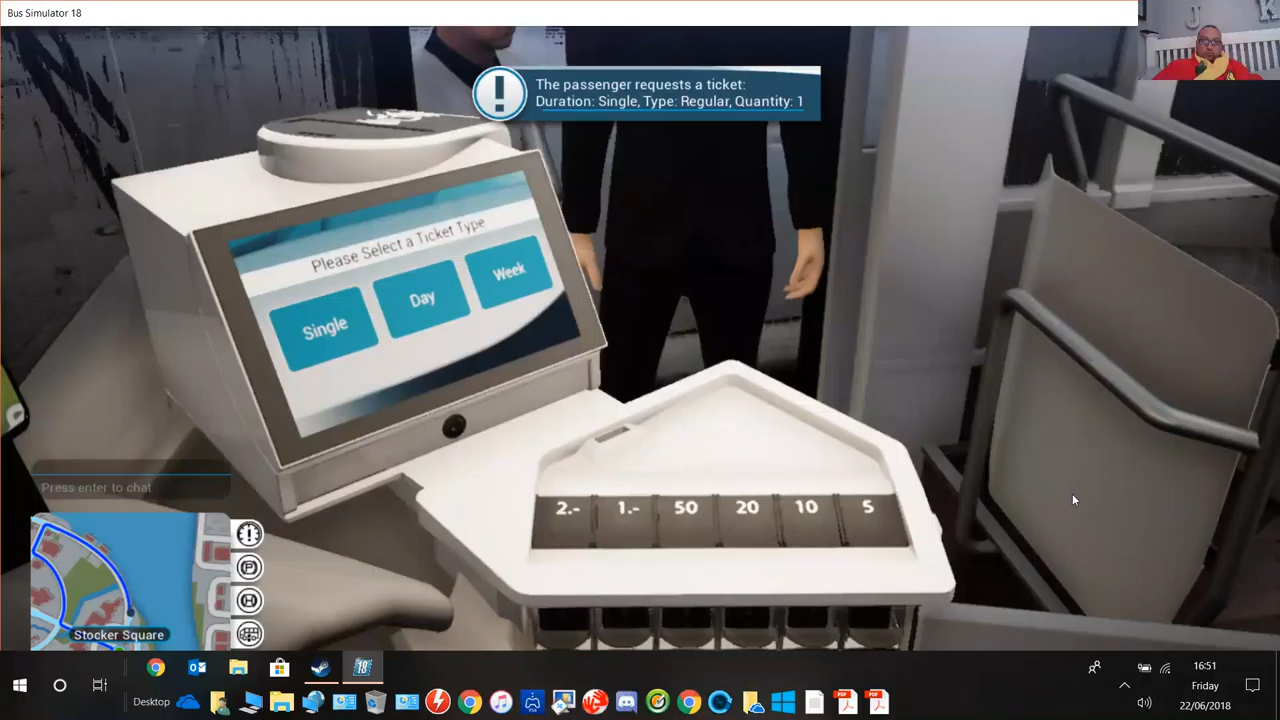 Bus Simulator 18
J K
The passenger requests a ticket:
Duration: Single, Type: Regular, Quantity: 1
Please Select a Ticket Type
Single Day Week
2.- 1.- 50 20 10 5
Press enter to chat
Stocker Square
18
16:51
Desktop
Friday
22/06/2018